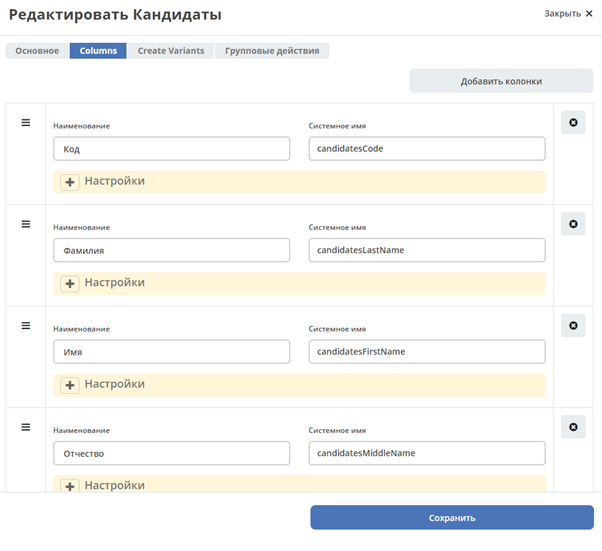 Редактировать Кандидаты
Закрыть ✕
Основное Columns Create Variants Групповые действия
Добавить колонки
Наименование Системное имя
Код candidatesCode
Настройки
Наименование Системное имя
Фамилия candidatesLastName
Настройки
Наименование Системное имя
Имя candidatesFirstName
Настройки
Наименование Системное имя
Отчество candidatesMiddleName
Настройки
Сохранить